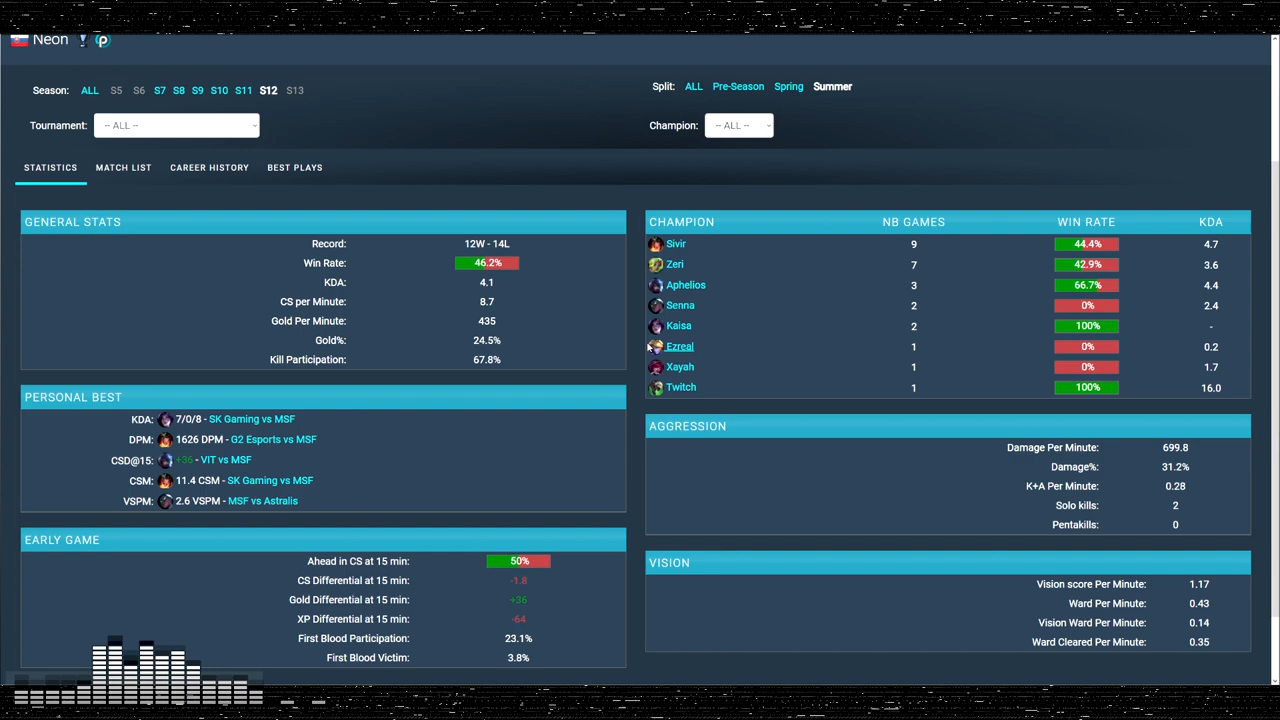 Neon
Season: ALL S5 S6 S7 S8 S9 S10 S11 S12 S13
Split: ALL Pre-Season Spring Summer
Tournament: -- ALL --
Champion: -- ALL --
STATISTICS MATCH LIST CAREER HISTORY BEST PLAYS
GENERAL STATS
Record: 12W - 14L
Win Rate: 46.2%
KDA: 4.1
CS per Minute: 8.7
Gold Per Minute: 435
Gold%: 24.5%
Kill Participation: 67.8%
PERSONAL BEST
KDA: 7/0/8 - SK Gaming vs MSF
DPM: 1626 DPM - G2 Esports vs MSF
CSD@15: +36 - VIT vs MSF
CSM: 11.4 CSM - SK Gaming vs MSF
VSPM: 2.6 VSPM - MSF vs Astralis
EARLY GAME
Ahead in CS at 15 min: 50%
CS Differential at 15 min: -1.8
Gold Differential at 15 min: +36
XP Differential at 15 min: -64
First Blood Participation: 23.1%
First Blood Victim: 3.8%
CHAMPION NB GAMES WIN RATE KDA
Sivir 9 44.4% 4.7
Zeri 7 42.9% 3.6
Aphelios 3 66.7% 4.4
Senna 2 0% 2.4
Kaisa 2 100% -
Ezreal 1 0% 0.2
Xayah 1 0% 1.7
Twitch 1 100% 16.0
AGGRESSION
Damage Per Minute: 699.8
Damage%: 31.2%
K+A Per Minute: 0.28
Solo kills: 2
Pentakills: 0
VISION
Vision score Per Minute: 1.17
Ward Per Minute: 0.43
Vision Ward Per Minute: 0.14
Ward Cleared Per Minute: 0.35